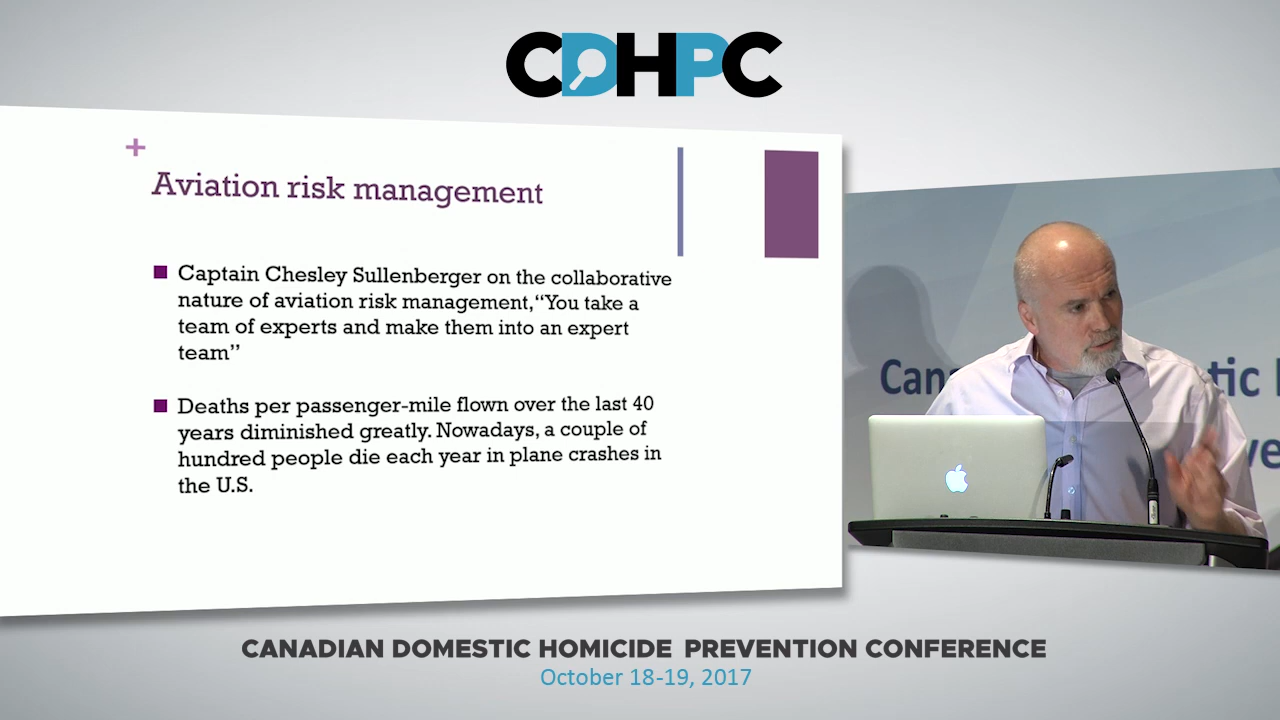 CDHPC
+
Aviation risk management
Captain Chesley Sullenberger on the collaborative
nature of aviation risk management,“You take a
team of experts and make them into an expert
team”
Deaths per passenger-mile flown over the last 40
years diminished greatly. Nowadays, a couple of
hundred people die each year in plane crashes in
the U.S.
Can
tic
ve
CANADIAN DOMESTIC HOMICIDE PREVENTION CONFERENCE
October 18-19, 2017